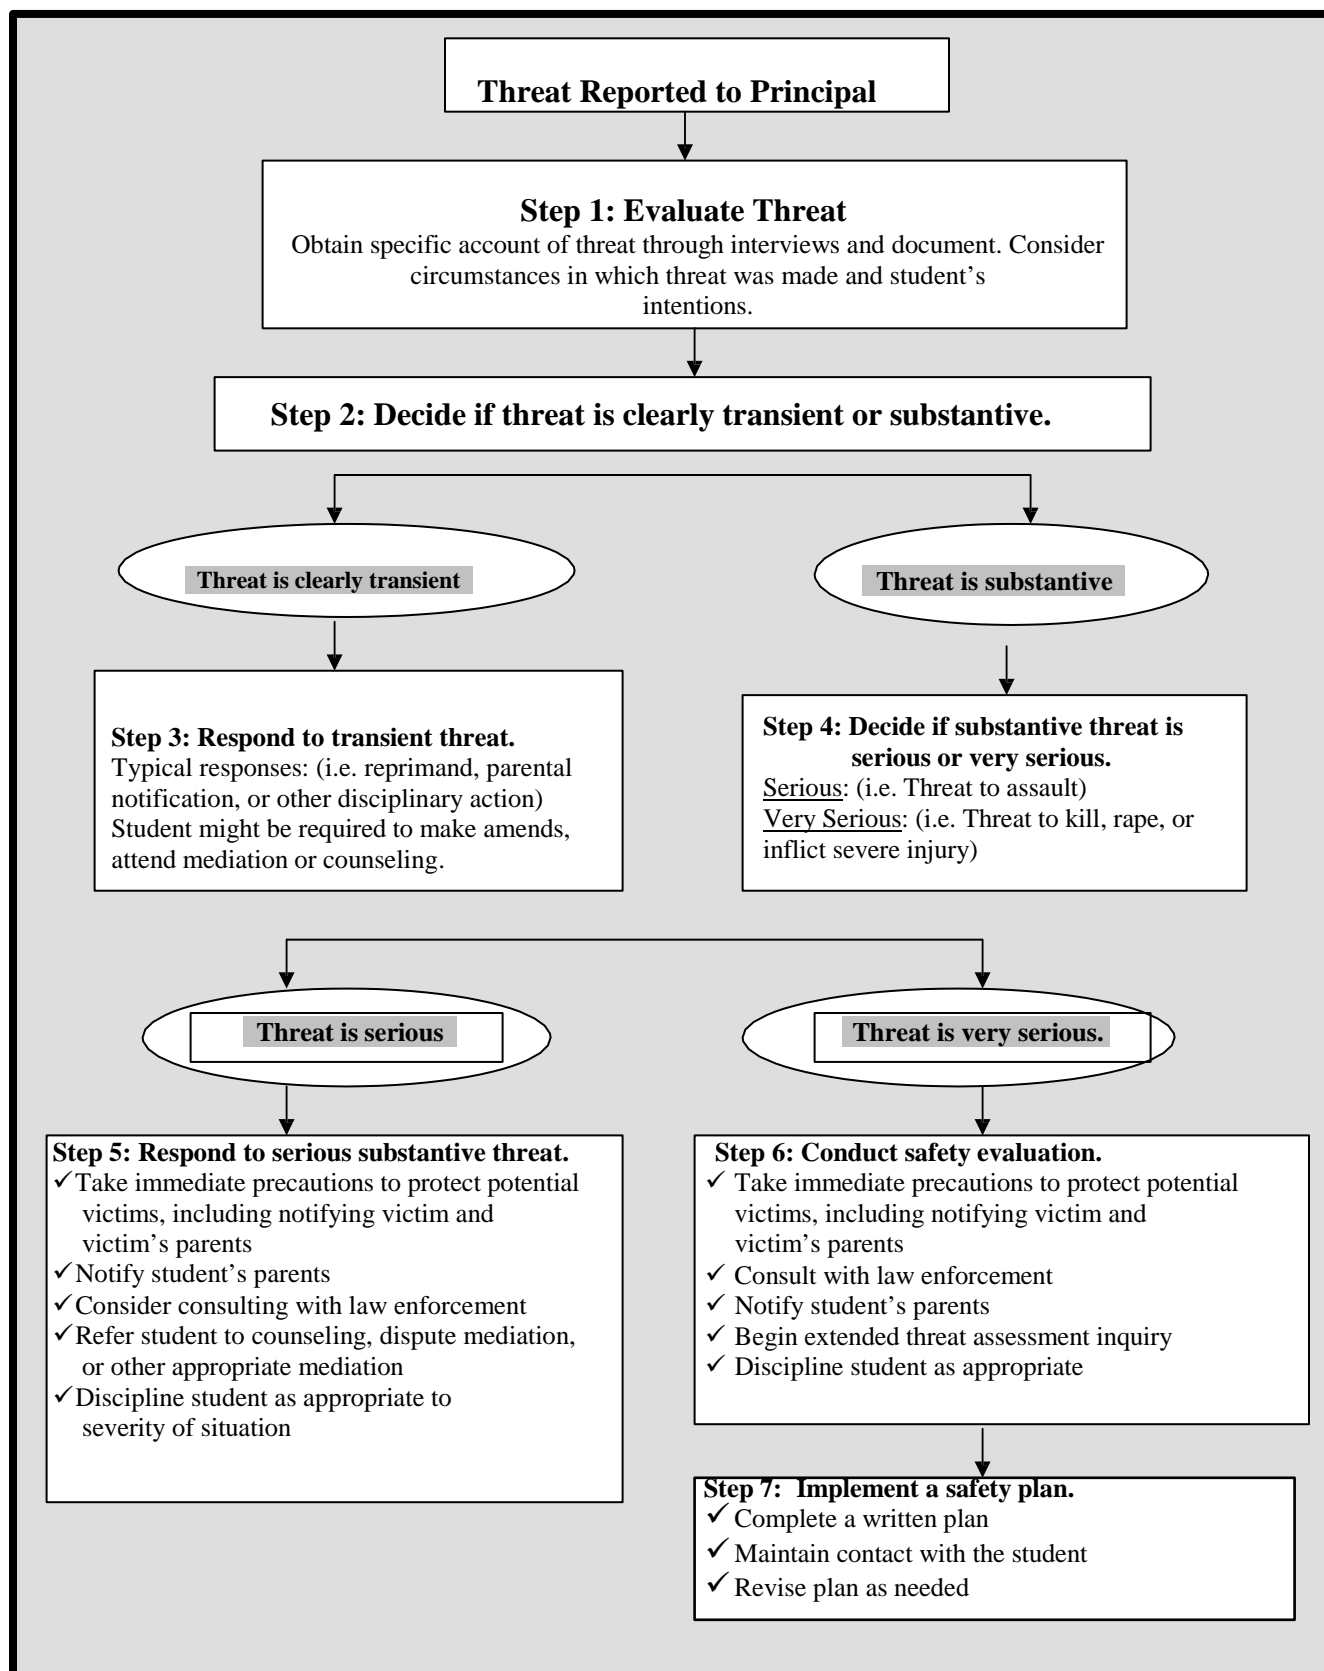 Threat Reported to Principal
Step 1: Evaluate Threat
Obtain specific account of threat through interviews and document. Consider
circumstances in which threat was made and student’s
intentions.
Step 2: Decide if threat is clearly transient or substantive.
Threat is clearly transient
Threat is substantive
Step 3: Respond to transient threat.
Typical responses: (i.e. reprimand, parental
notification, or other disciplinary action)
Student might be required to make amends,
attend mediation or counseling.
Step 4: Decide if substantive threat is
serious or very serious.
Serious: (i.e. Threat to assault)
Very Serious: (i.e. Threat to kill, rape, or
inflict severe injury)
Threat is serious
Threat is very serious.
Step 5: Respond to serious substantive threat.
✓Take immediate precautions to protect potential
victims, including notifying victim and
victim’s parents
✓Notify student’s parents
✓Consider consulting with law enforcement
✓Refer student to counseling, dispute mediation,
or other appropriate mediation
✓Discipline student as appropriate to
severity of situation
Step 6: Conduct safety evaluation.
✓ Take immediate precautions to protect potential
victims, including notifying victim and
victim’s parents
✓ Consult with law enforcement
✓ Notify student’s parents
✓ Begin extended threat assessment inquiry
✓ Discipline student as appropriate
Step 7: Implement a safety plan.
✓ Complete a written plan
✓ Maintain contact with the student
✓ Revise plan as needed